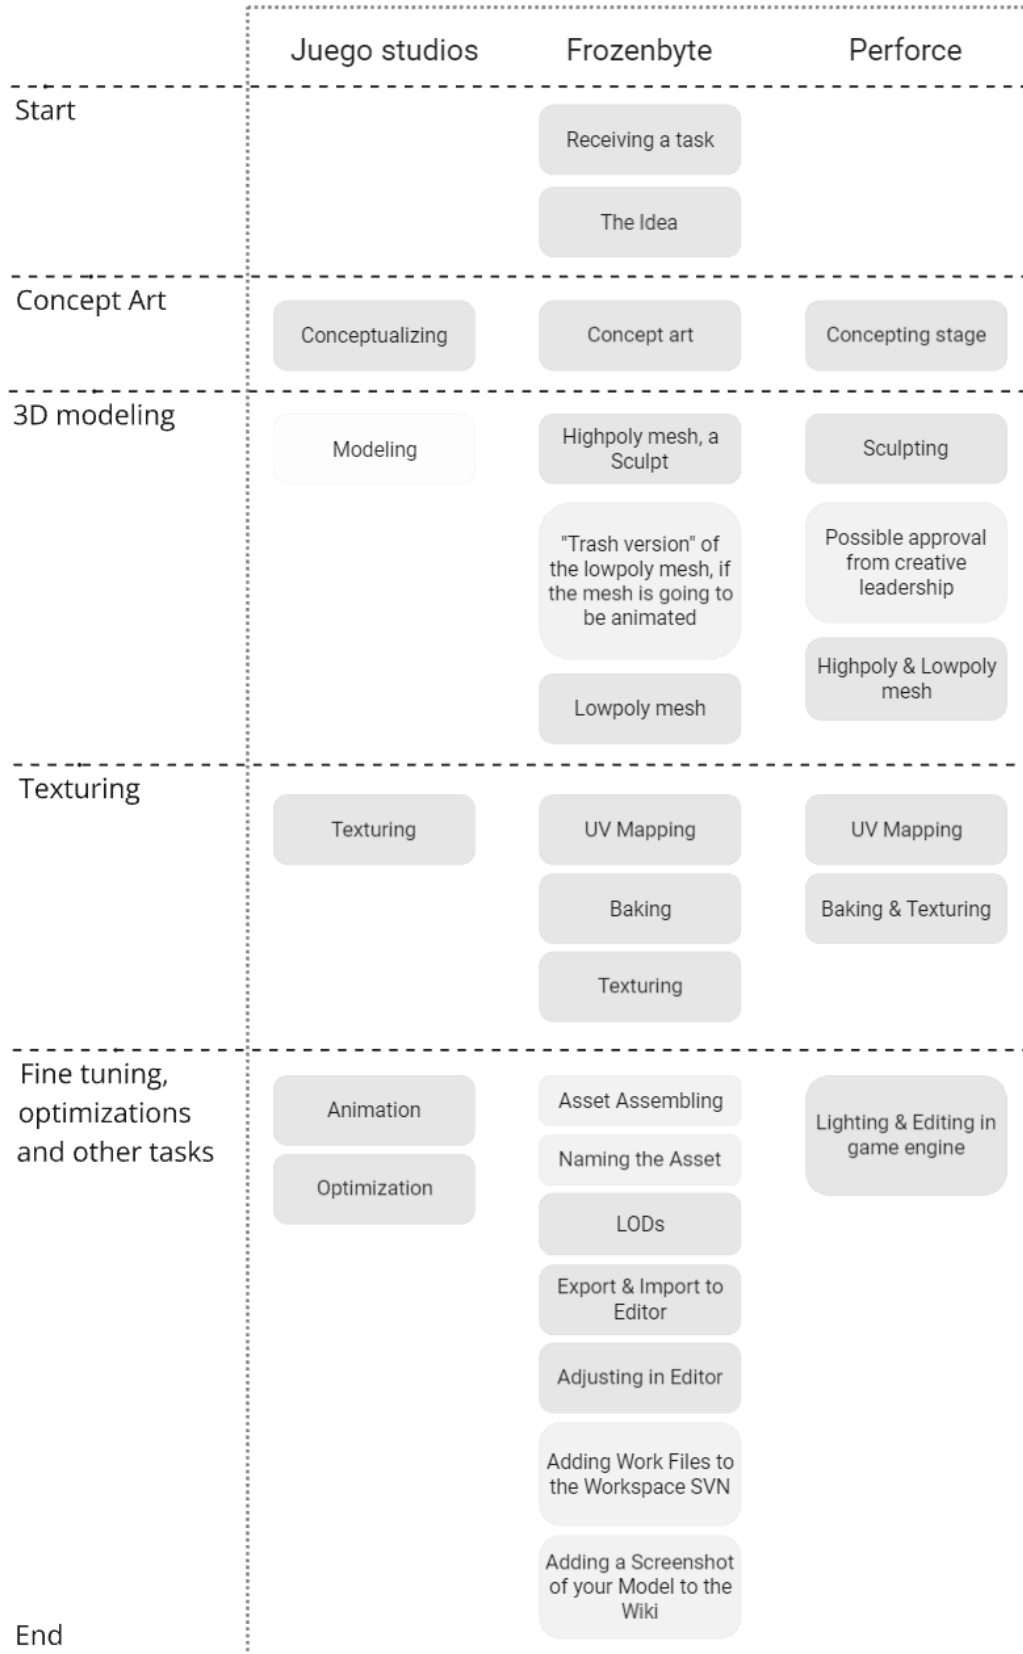 Juego studios Frozenbyte Perforce
Start
Receiving a task
The Idea
Concept Art
Conceptualizing
Concept art
Concepting stage
3D modeling
Modeling
Highpoly mesh, a
Sculpt
Sculpting
"Trash version" of
the lowpoly mesh, if
the mesh is going to
be animated
Possible approval
from creative
leadership
Lowpoly mesh
Highpoly & Lowpoly
mesh
Texturing
Texturing
UV Mapping
UV Mapping
Baking
Baking & Texturing
Texturing
Fine tuning,
optimizations
and other tasks
Animation
Optimization
Asset Assembling
Naming the Asset
LODs
Export & Import to
Editor
Adjusting in Editor
Adding Work Files to
the Workspace SVN
Adding a Screenshot
of your Model to the
Wiki
Lighting & Editing in
game engine
End